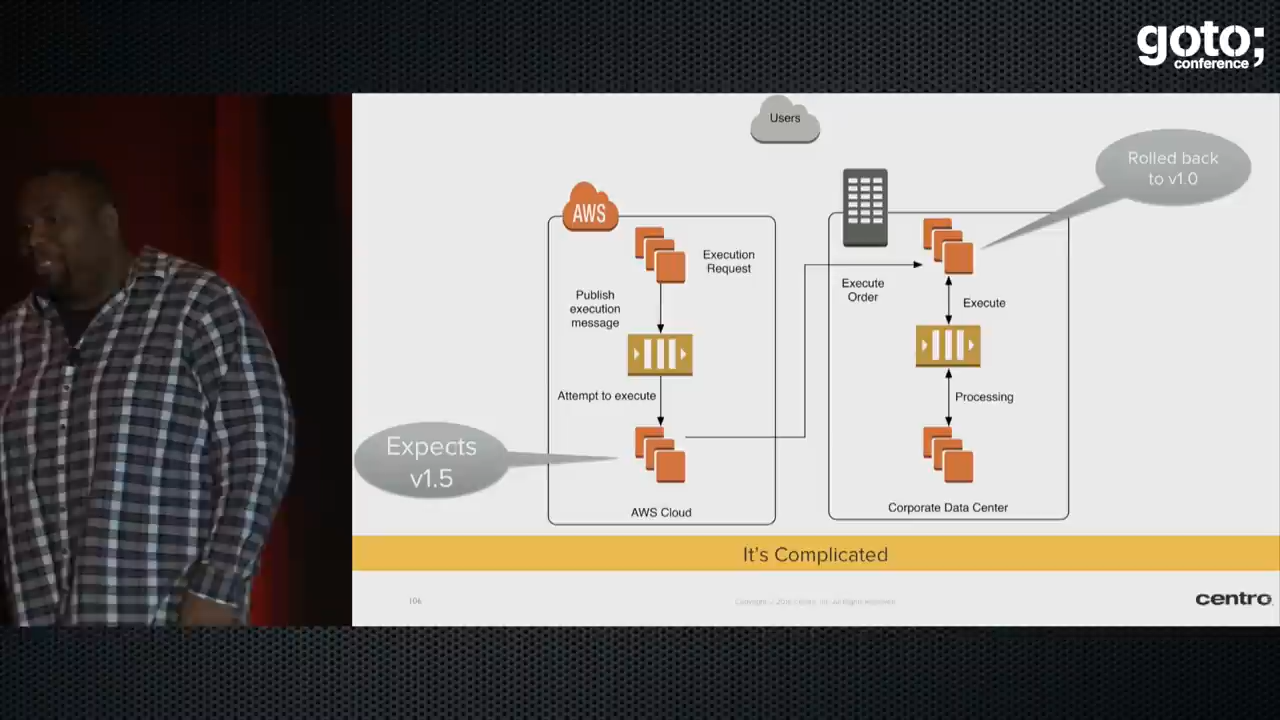 goto;
conference
Users
Rolled back
to v1.0
AWS
Execution
Request
Publish
execution
message
Attempt to execute
Expects
v1.5
AWS Cloud
Execute
Order
Execute
Processing
Corporate Data Center
It's Complicated
106
centro